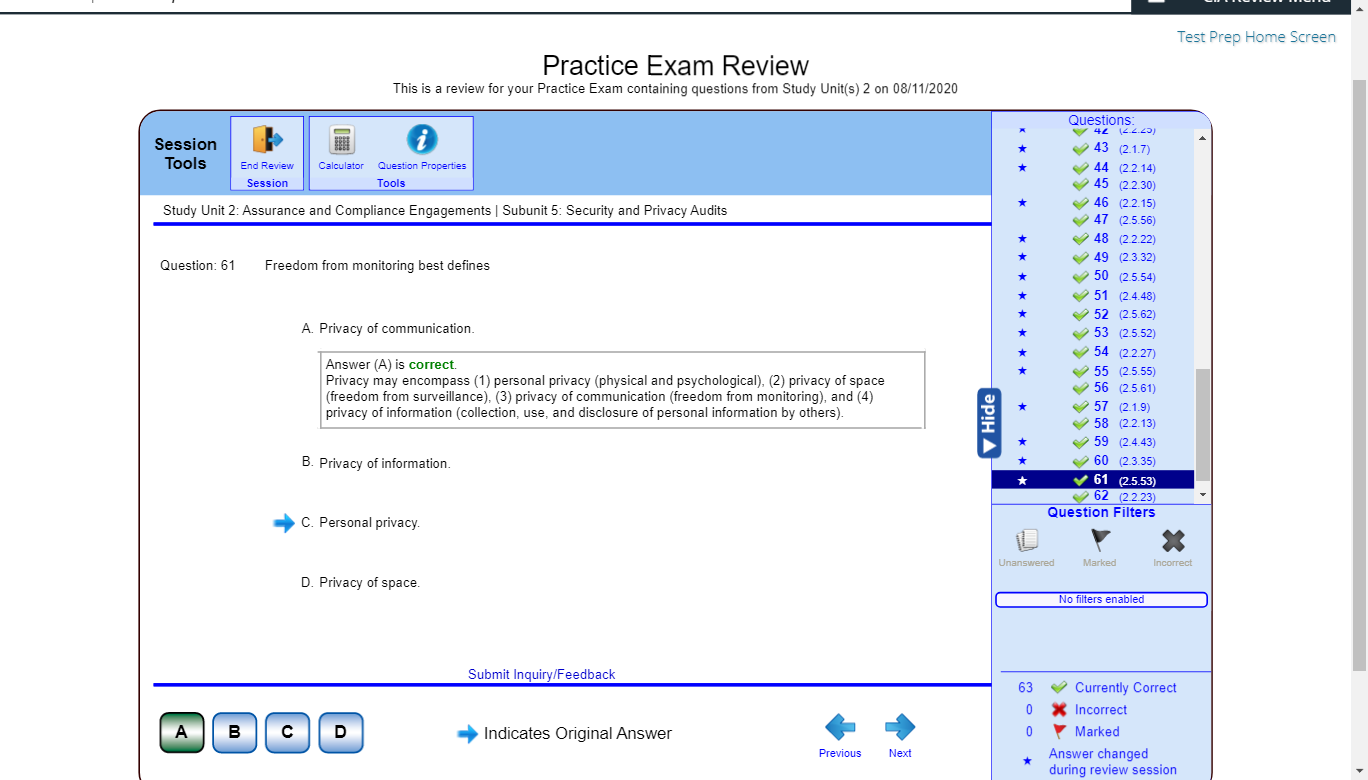 Test Prep Home Screen
Practice Exam Review
This is a review for your Practice Exam containing questions from Study Unit(s) 2 on 08/11/2020
Session
Tools
End Review
Session
Calculator Question Properties
Tools
Study Unit 2: Assurance and Compliance Engagements | Subunit 5: Security and Privacy Audits
Question: 61 Freedom from monitoring best defines
A. Privacy of communication.
Answer (A) is correct.
Privacy may encompass (1) personal privacy (physical and psychological), (2) privacy of space
(freedom from surveillance), (3) privacy of communication (freedom from monitoring), and (4)
privacy of information (collection, use, and disclosure of personal information by others).
B. Privacy of information.
C. Personal privacy.
D. Privacy of space.
Submit Inquiry/Feedback
A B C D
Indicates Original Answer
Previous Next
Hide
Questions:
42 (2.2.25)
43 (2.1.7)
44 (2.2.14)
45 (2.2.30)
46 (2.2.15)
47 (2.5.56)
48 (2.2.22)
49 (2.3.32)
50 (2.5.54)
51 (2.4.48)
52 (2.5.62)
53 (2.5.52)
54 (2.2.27)
55 (2.5.55)
56 (2.5.61)
57 (2.1.9)
58 (2.2.13)
59 (2.4.43)
60 (2.3.35)
61 (2.5.53)
62 (2.2.23)
Question Filters
Unanswered Marked Incorrect
No filters enabled
63 Currently Correct
0 Incorrect
0 Marked
Answer changed
during review session